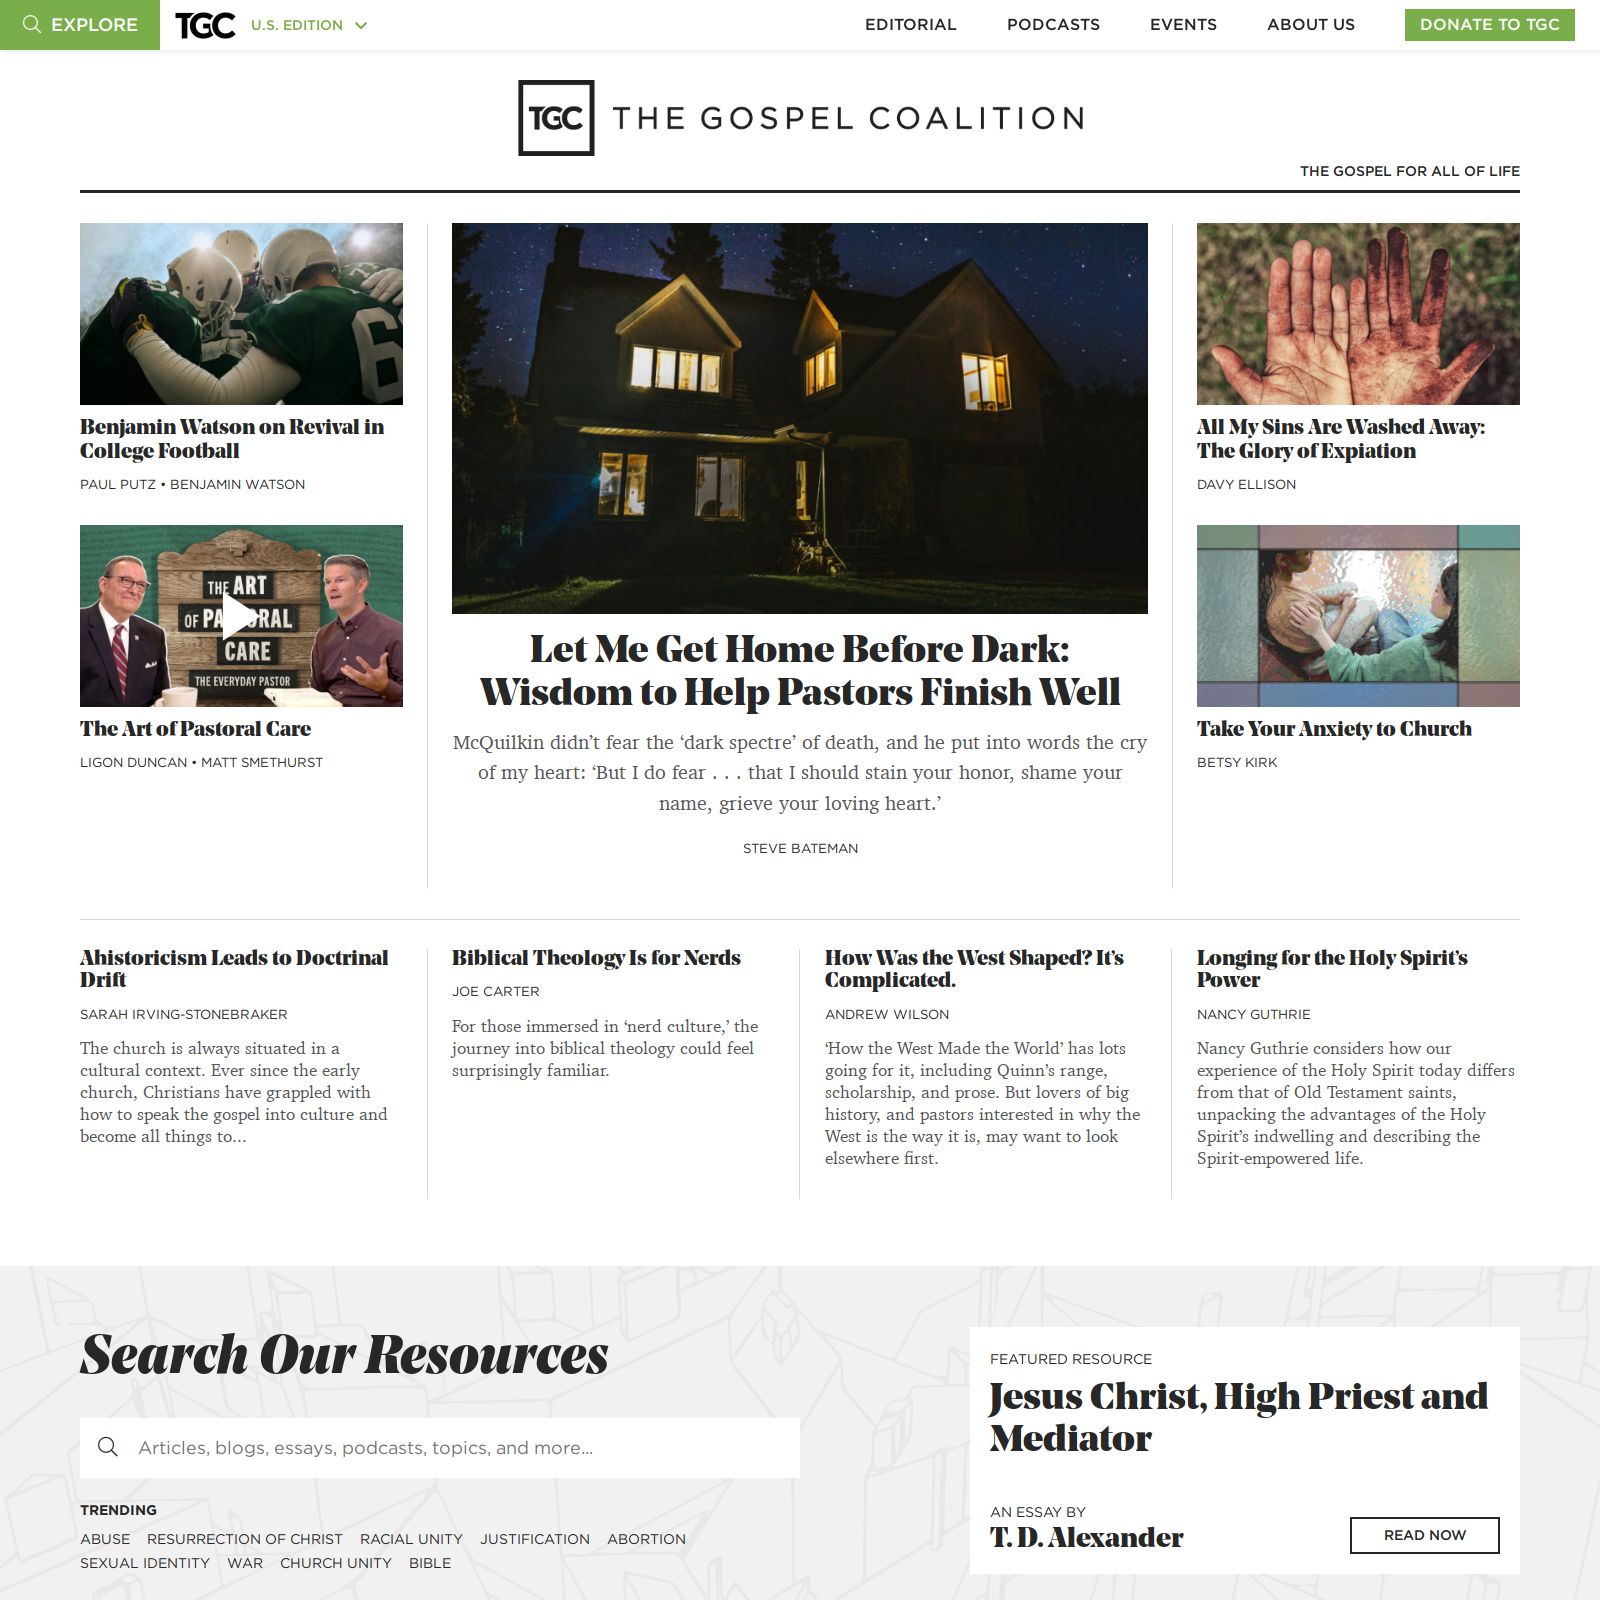 EXPLORE
TGC
U.S. EDITION
EDITORIAL
PODCASTS
EVENTS
ABOUT US
DONATE TO TGC
TGC THE GOSPEL COALITION
THE GOSPEL FOR ALL OF LIFE
6
Benjamin Watson on Revival in
College Football
PAUL PUTZ • BENJAMIN WATSON
THE ART
OF PASTORAL
CARE
THE EVERYDAY PASTOR
The Art of Pastoral Care
LIGON DUNCAN • MATT SMETHURST
Let Me Get Home Before Dark:
Wisdom to Help Pastors Finish Well
McQuilkin didn’t fear the ‘dark spectre’ of death, and he put into words the cry
of my heart: ‘But I do fear . . . that I should stain your honor, shame your
name, grieve your loving heart.’
STEVE BATEMAN
All My Sins Are Washed Away:
The Glory of Expiation
DAVY ELLISON
Take Your Anxiety to Church
BETSY KIRK
Ahistoricism Leads to Doctrinal
Drift
SARAH IRVING-STONEBRAKER
The church is always situated in a
cultural context. Ever since the early
church, Christians have grappled with
how to speak the gospel into culture and
become all things to…
Biblical Theology Is for Nerds
JOE CARTER
For those immersed in ‘nerd culture,’ the
journey into biblical theology could feel
surprisingly familiar.
How Was the West Shaped? It’s
Complicated.
ANDREW WILSON
‘How the West Made the World’ has lots
going for it, including Quinn’s range,
scholarship, and prose. But lovers of big
history, and pastors interested in why the
West is the way it is, may want to look
elsewhere first.
Longing for the Holy Spirit’s
Power
NANCY GUTHRIE
Nancy Guthrie considers how our
experience of the Holy Spirit today differs
from that of Old Testament saints,
unpacking the advantages of the Holy
Spirit’s indwelling and describing the
Spirit-empowered life.
Search Our Resources
Articles, blogs, essays, podcasts, topics, and more...
TRENDING
ABUSE RESURRECTION OF CHRIST RACIAL UNITY JUSTIFICATION ABORTION
SEXUAL IDENTITY WAR CHURCH UNITY BIBLE
FEATURED RESOURCE
Jesus Christ, High Priest and
Mediator
AN ESSAY BY
T. D. Alexander
READ NOW